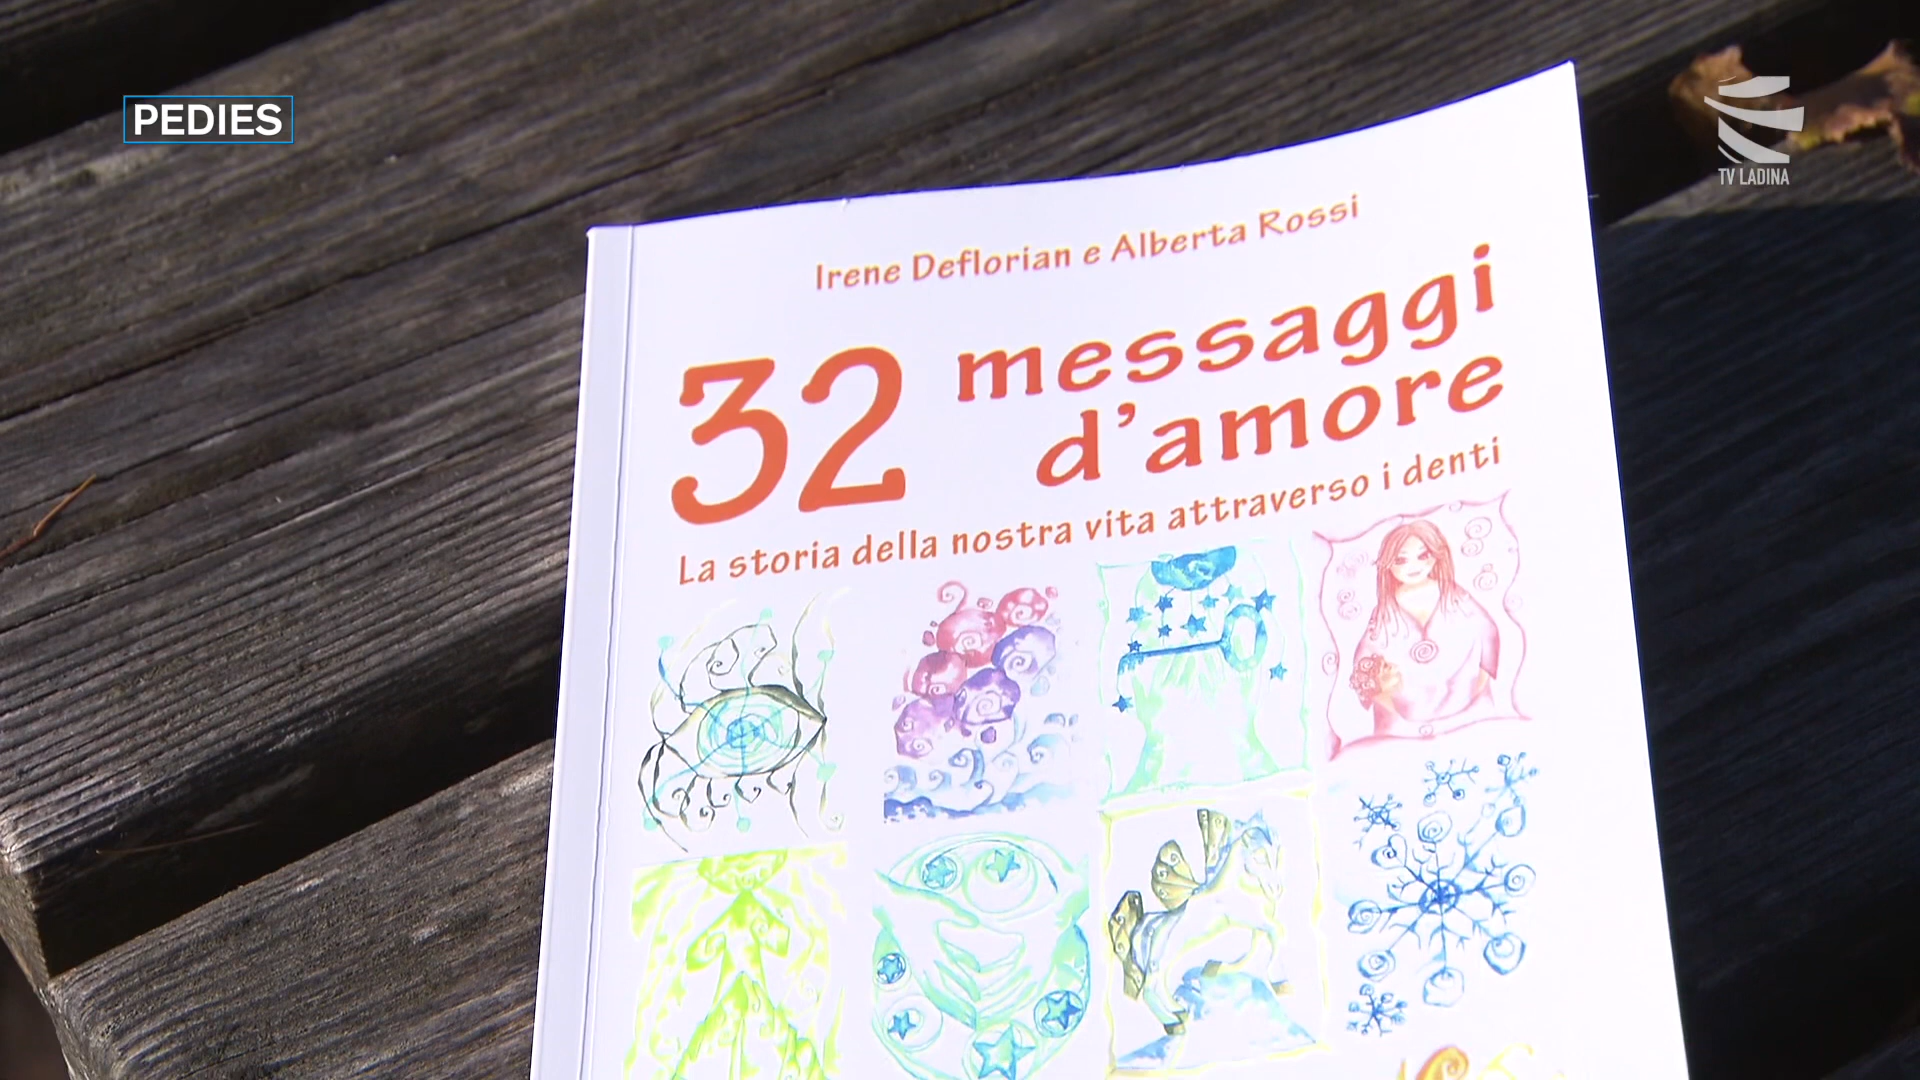 PEDIES
TV LADINA
Irene Deflorian e Alberta Rossi
32 messaggi
d'amore
La storia della nostra vita attraverso i denti